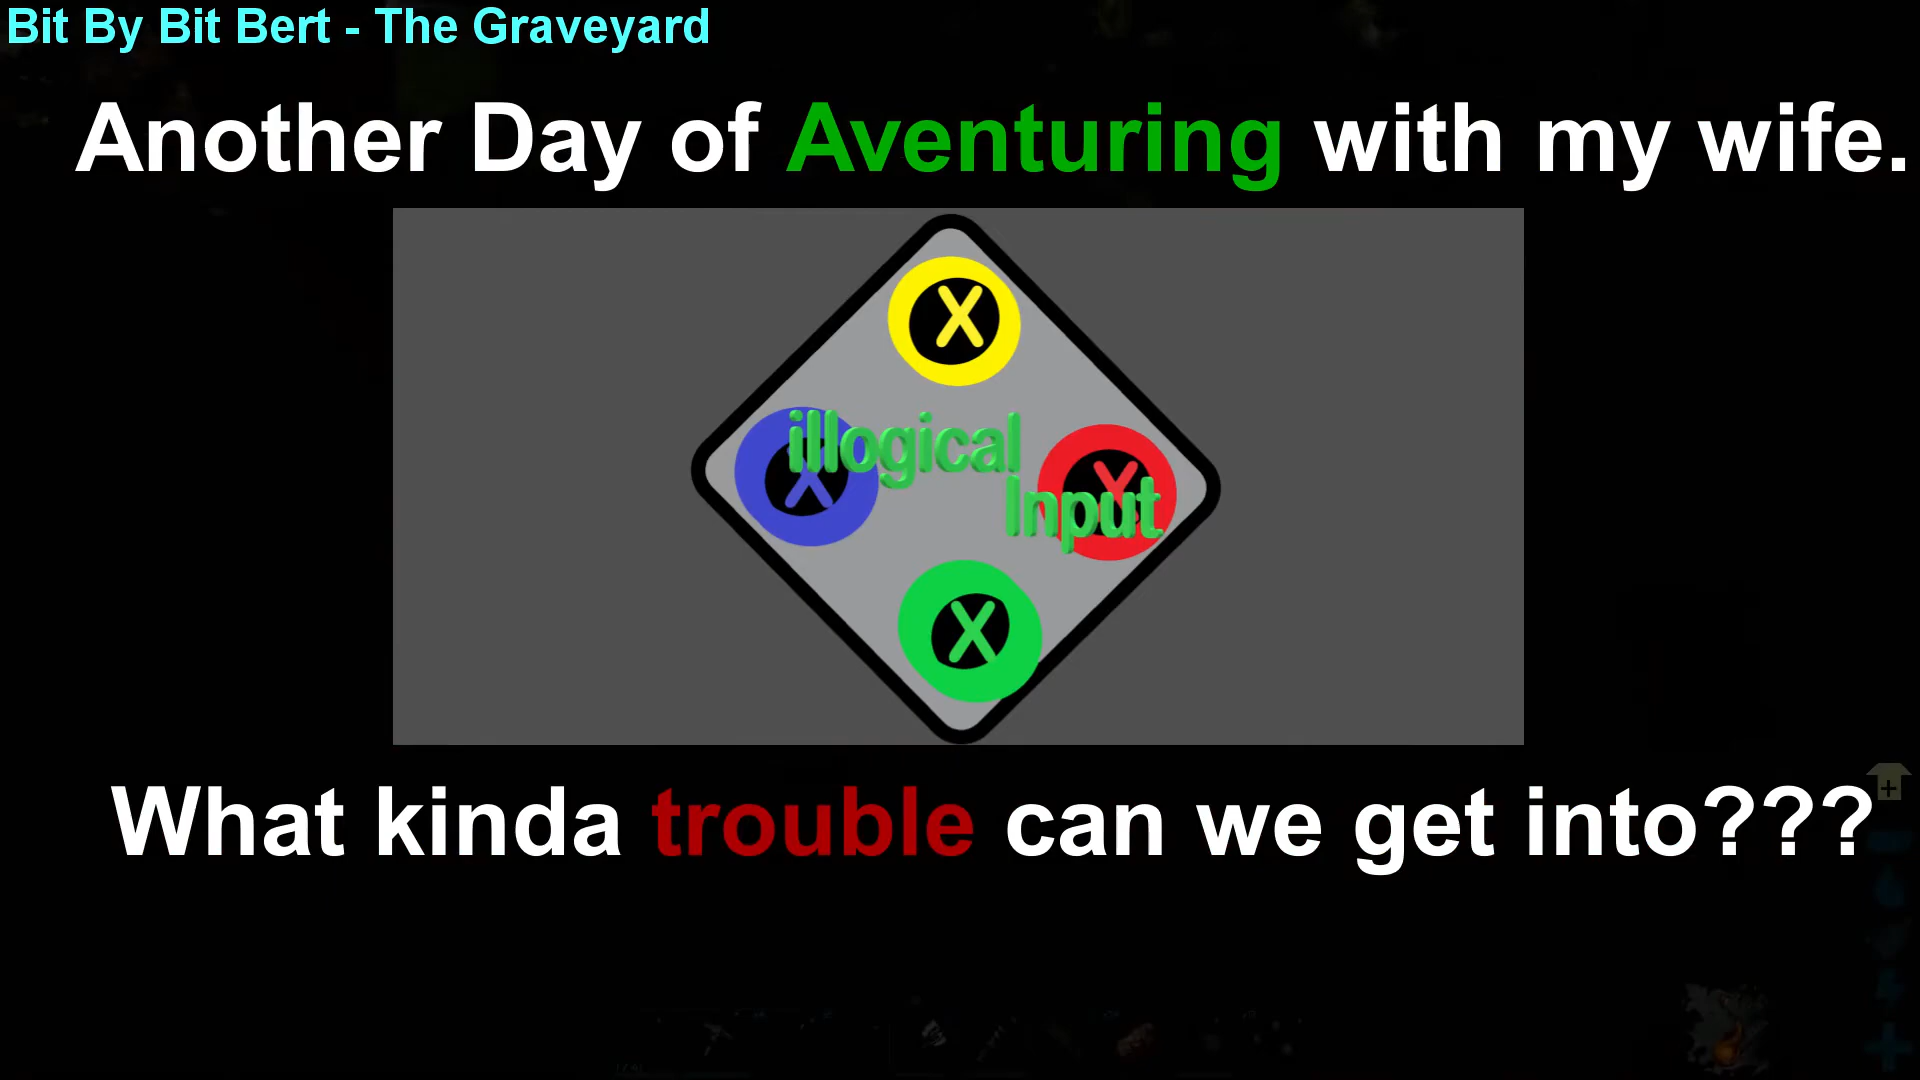 Bit By Bit Bert - The Graveyard
Another Day of Aventuring with my wife.
X
illogical
X
Y
Input
X
What kinda trouble can we get into???